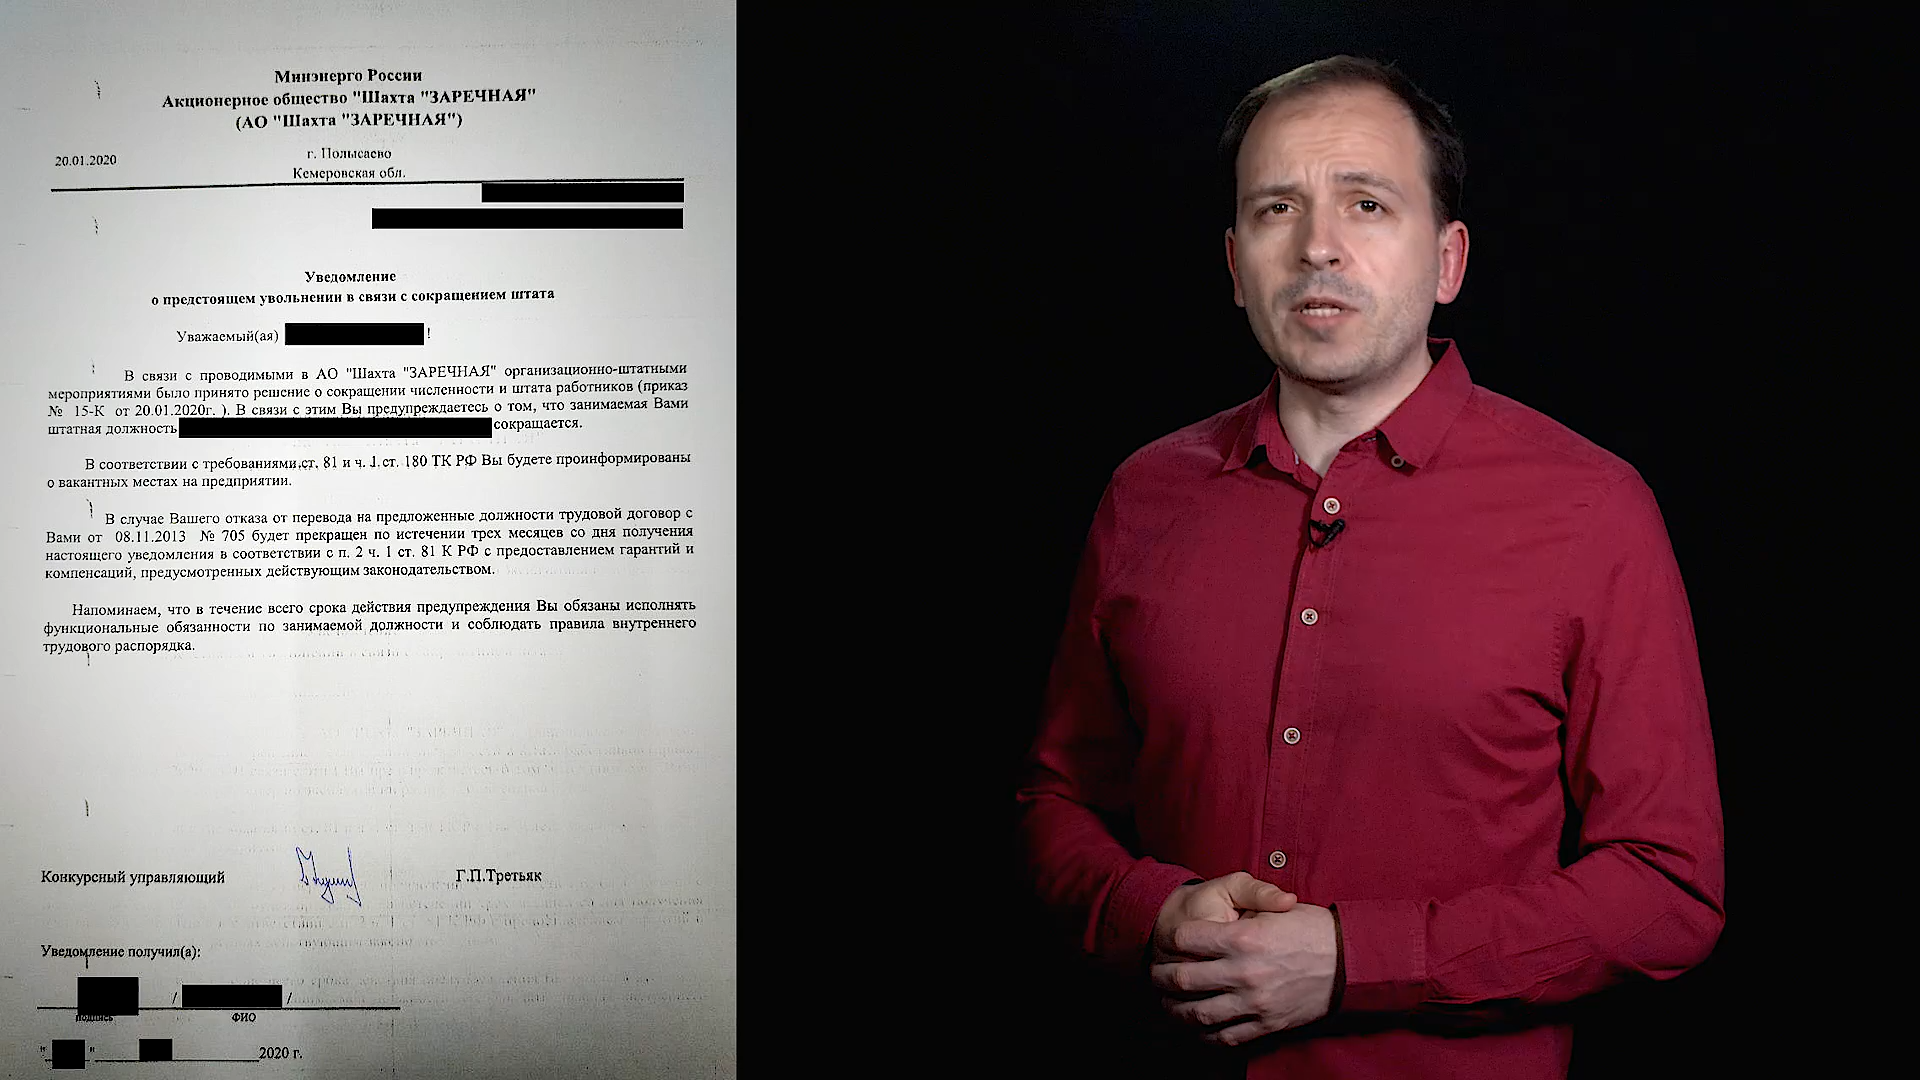 Минэнерго России
Акционерное общество "Шахта "ЗАРЕЧНАЯ"
(АО "Шахта "ЗАРЕЧНАЯ")
20.01.2020
г. Полысаево
Кемеровская обл.
Уведомление
о предстоящем увольнении в связи с сокращением штата
Уважаемый(ая) !
В связи с проводимыми в АО "Шахта "ЗАРЕЧНАЯ" организационно-штатными
мероприятиями было принято решение о сокращении численности и штата работников (приказ
№ 15-К от 20.01.2020г. ). В связи с этим Вы предупреждаетесь о том, что занимаемая Вами
штатная должность сокращается.
В соответствии с требованиями ст. 81 и ч. 1 ст. 180 ТК РФ Вы будете проинформированы
о вакантных местах на предприятии.
В случае Вашего отказа от перевода на предложенные должности трудовой договор с
Вами от 08.11.2013 № 705 будет прекращен по истечении трех месяцев со дня получения
настоящего уведомления в соответствии с п. 2 ч. 1 ст. 81 К РФ с предоставлением гарантий и
компенсаций, предусмотренных действующим законодательством.
Напоминаем, что в течение всего срока действия предупреждения Вы обязаны исполнять
функциональные обязанности по занимаемой должности и соблюдать правила внутреннего
трудового распорядка.
Конкурсный управляющий Г.П.Третьяк
Уведомление получил(а):
/ /
подпись ФИО
" " 2020 г.